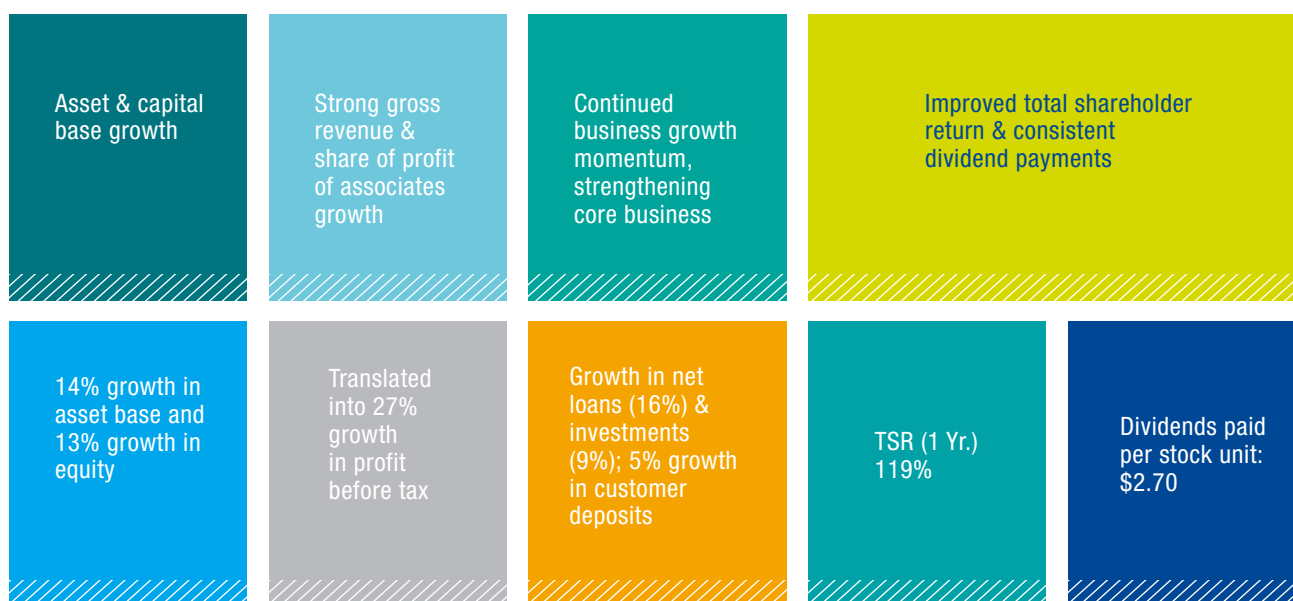 Asset & capital
base growth
Strong gross
revenue &
share of profit
of associates
growth
Continued
business growth
momentum,
strengthening
core business
Improved total shareholder
return & consistent
dividend payments
14% growth in
asset base and
13% growth in
equity
Translated
into 27%
growth
in profit
before tax
Growth in net
loans (16%) &
investments
(9%); 5% growth
in customer
deposits
TSR (1 Yr.)
119%
Dividends paid
per stock unit:
$2.70